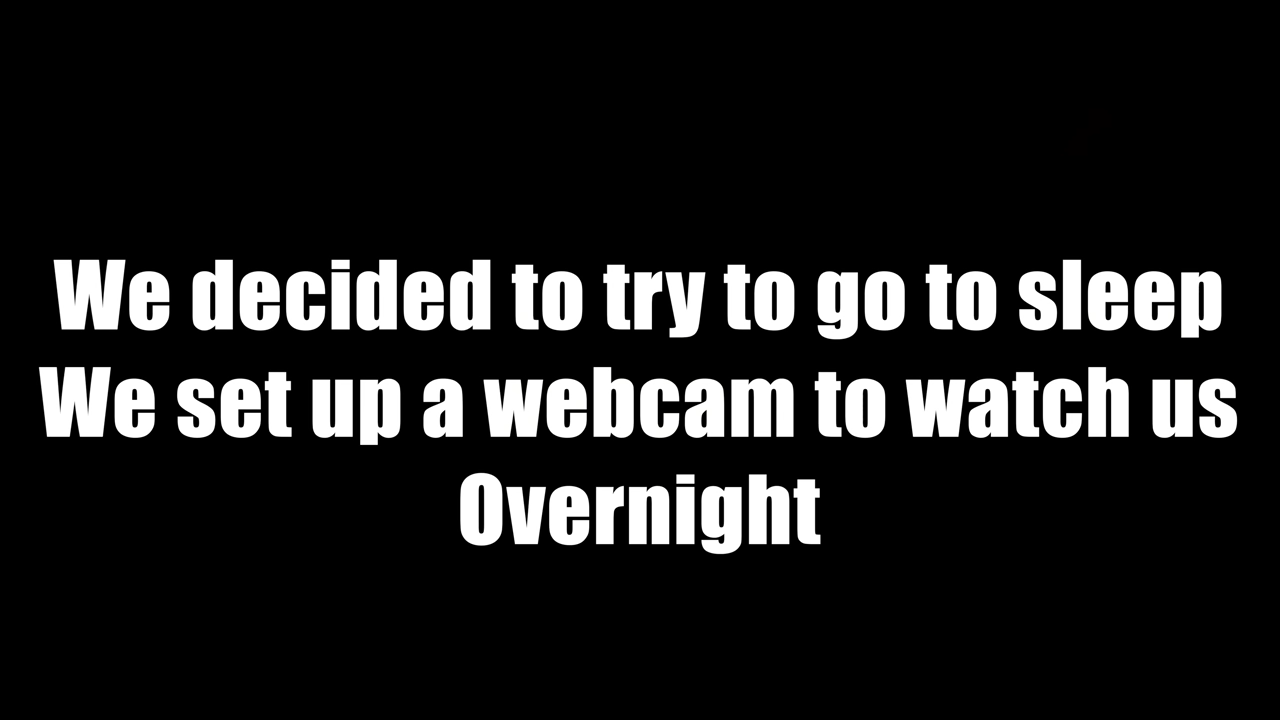 We decided to try to go to sleep
We set up a webcam to watch us
Overnight